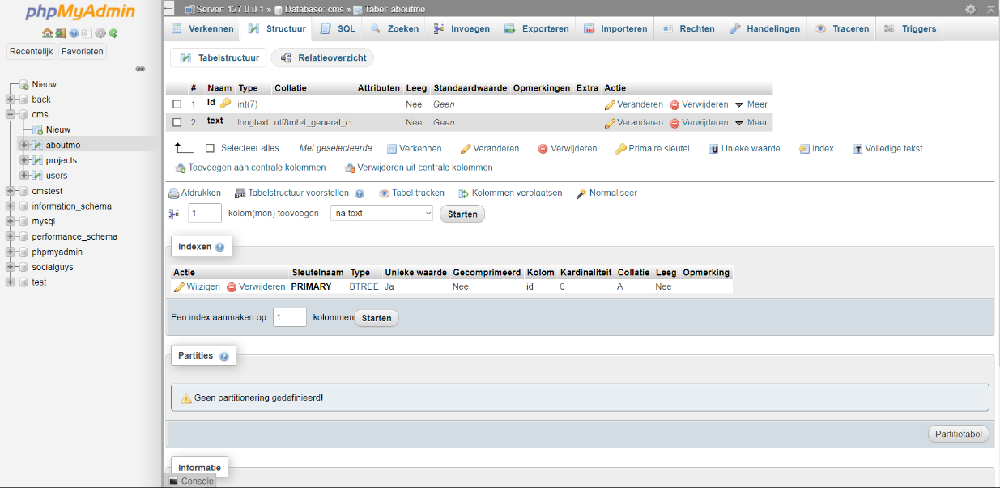 phpMyAdmin
Recentelijk Favorieten
Nieuw
back
cms
Nieuw
aboutme
projects
users
cmstest
information_schema
mysql
performance_schema
phpmyadmin
socialguys
test
Server: 127.0.0.1 » Database: cms » Tabel: aboutme
Verkennen Structuur SQL Zoeken Invoegen Exporteren Importeren Rechten Handelingen Traceren Triggers
Tabelstructuur Relatieoverzicht
# Naam Type Collatie Attributen Leeg Standaardwaarde Opmerkingen Extra Actie
1 id int(7) Nee Geen Veranderen Verwijderen Meer
2 text longtext utf8mb4_general_ci Nee Geen Veranderen Verwijderen Meer
Selecteer alles Met geselecteerde: Verkennen Veranderen Verwijderen Primaire sleutel Unieke waarde Index Volledige tekst
Toevoegen aan centrale kolommen Verwijderen uit centrale kolommen
Afdrukken Tabelstructuur voorstellen Tabel tracken Kolommen verplaatsen Normaliseer
1 kolom(men) toevoegen na text Starten
Indexen
Actie Sleutelnaam Type Unieke waarde Gecomprimeerd Kolom Kardinaliteit Collatie Leeg Opmerking
Wijzigen Verwijderen PRIMARY BTREE Ja Nee id 0 A Nee
Een index aanmaken op 1 kolommen Starten
Partities
Geen partitionering gedefinieerd!
Partitietabel
Informatie
Console